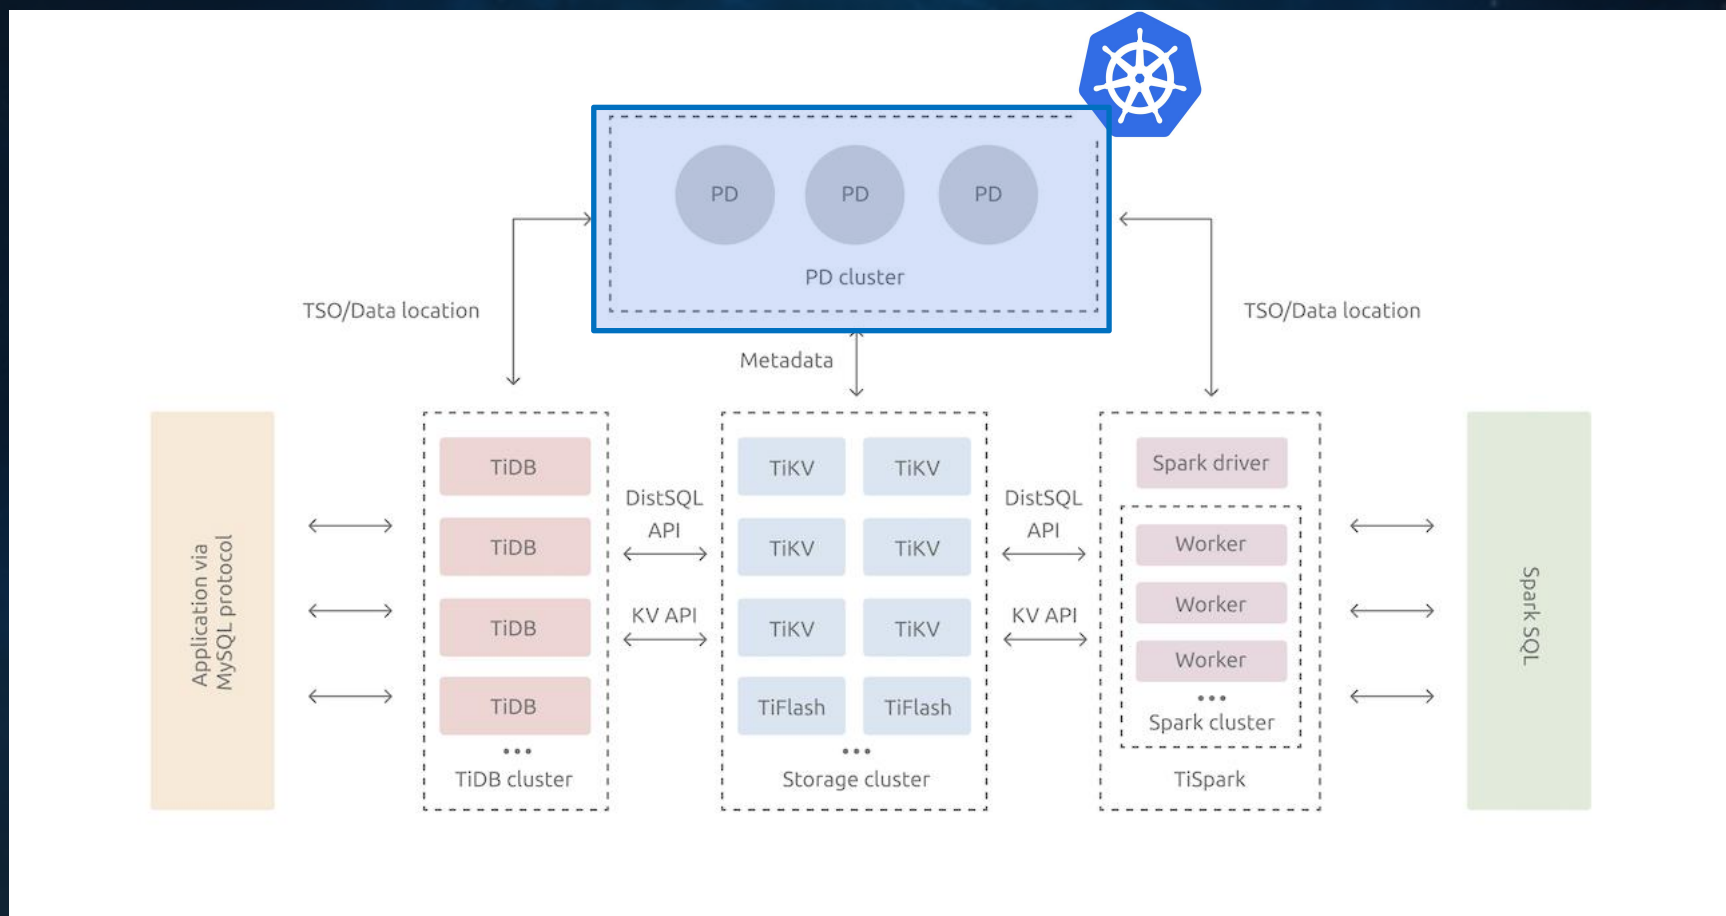 PD
PD
PD
PD cluster
TSO/Data location
TSO/Data location
Metadata
Application via
MySQL protocol
TiDB
TiDB
TiDB
TiDB
...
TiDB cluster
DistSQL
API
KV API
TiKV
TiKV
TiKV
TiKV
TiKV
TiKV
TiFlash
TiFlash
...
Storage cluster
DistSQL
API
KV API
Spark driver
Worker
Worker
Worker
...
Spark cluster
TiSpark
Spark SQL